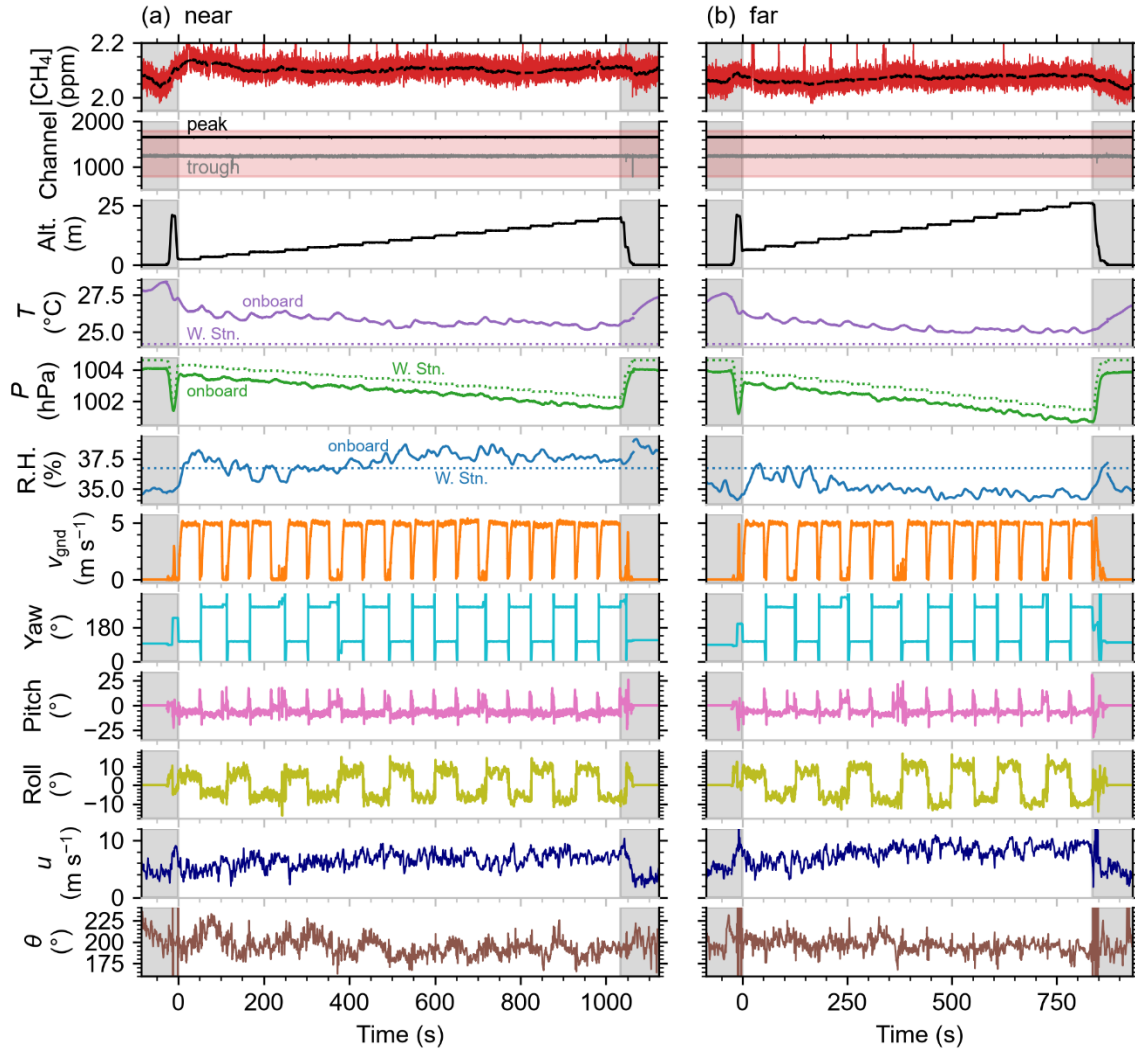 (a) near
(b) far
[CH₄]
(ppm)
2.2
2.0
Channel
2000
1000
peak
trough
Alt.
(m)
25
0
T
(°C)
27.5
25.0
onboard
W. Stn.
P
(hPa)
1004
1002
W. Stn.
onboard
R.H.
(%)
37.5
35.0
onboard
W. Stn.
v_gnd
(m s⁻¹)
5
0
Yaw
(°)
180
0
Pitch
(°)
25
0
−25
Roll
(°)
10
0
−10
u
(m s⁻¹)
10
0
θ
(°)
225
200
175
0 200 400 600 800 1000
0 250 500 750
Time (s)
Time (s)